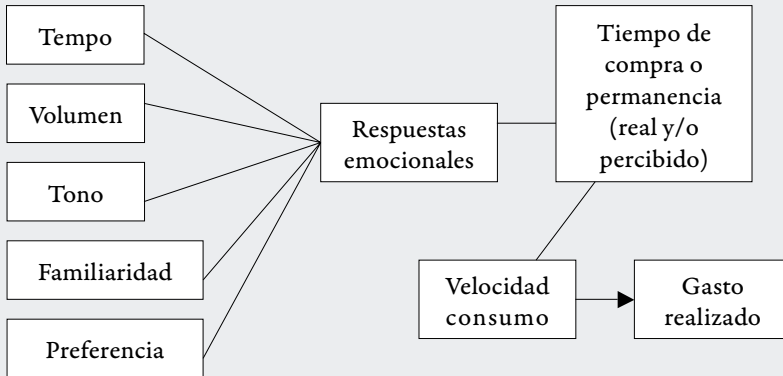 Tempo
Volumen
Tono
Familiaridad
Preferencia
Respuestas
emocionales
Tiempo de
compra o
permanencia
(real y/o
percibido)
Velocidad
consumo
Gasto
realizado